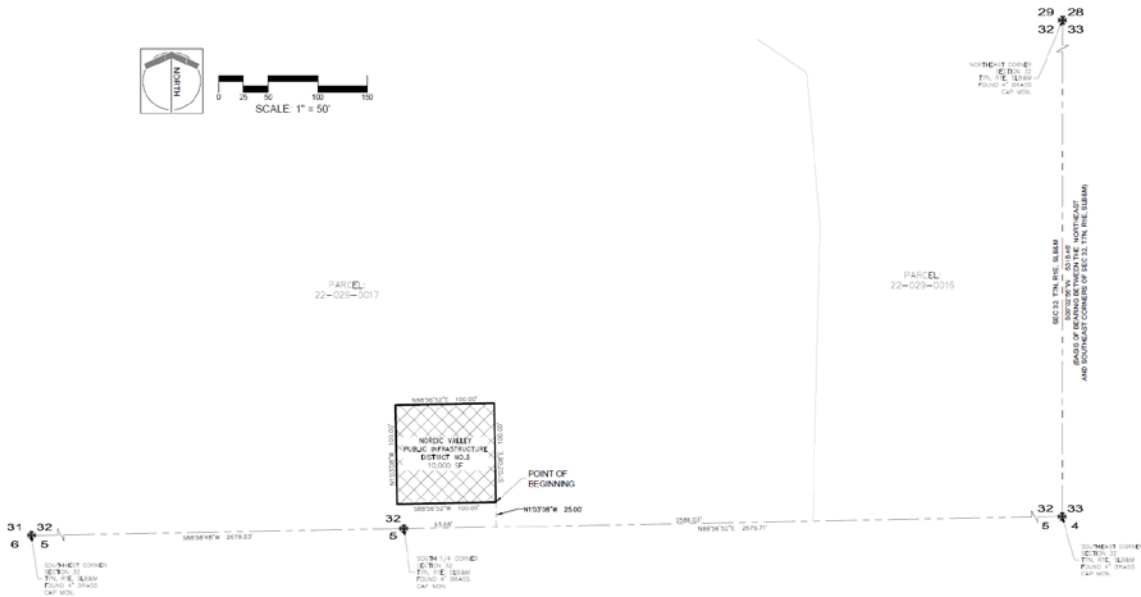 29 28
32 33
NORTHEAST CORNER
SECTION 32
T7N, R1E, SLB&M
FOUND 4" BRASS
CAP MON.
NORTH
0 25 50 100 150
SCALE: 1" = 50'
SEC 32, T7N, R1E, SLB&M
S00°02'56"W 5318.46'
(BASIS OF BEARING BETWEEN THE NORTHEAST
AND SOUTHEAST CORNERS OF SEC 32, T7N, R1E, SLB&M)
PARCEL:
22-029-0017
PARCEL:
22-029-0016
N88°56'52"E 100.00'
N1°03'08"W 100.00'
NORDIC VALLEY
PUBLIC INFRASTRUCTURE
DISTRICT NO.3
10,000 SF
100.00'
S88°56'52"W 100.00'
POINT OF
BEGINNING
N1°03'08"W 25.00'
31 32
6 5
S88°58'48"W 2679.23'
32
5
N88°56'52"E 2679.71'
32 33
5 4
SOUTHWEST CORNER
SECTION 32
T7N, R1E, SLB&M
FOUND 4" BRASS
CAP MON.
SOUTH 1/4 CORNER
SECTION 32
T7N, R1E, SLB&M
FOUND 4" BRASS
CAP MON.
SOUTHEAST CORNER
SECTION 32
T7N, R1E, SLB&M
FOUND 4" BRASS
CAP MON.